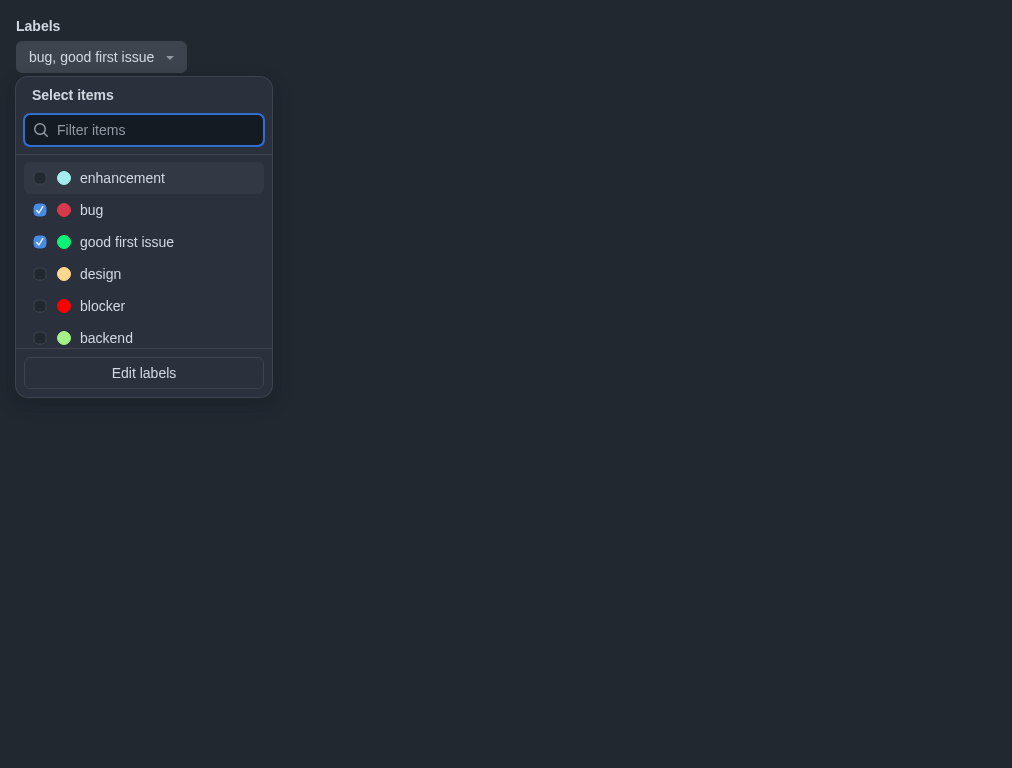 Labels
bug, good first issue
Select items
Filter items
enhancement
bug
good first issue
design
blocker
backend
Edit labels